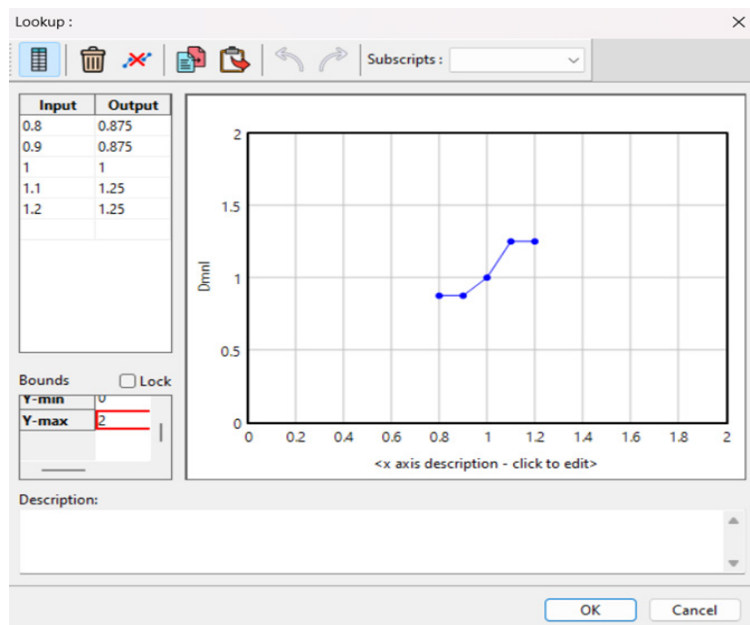 Lookup :
Subscripts :
Input Output
0.8 0.875
0.9 0.875
1 1
1.1 1.25
1.2 1.25
Bounds Lock
Y-min 0
Y-max 2
2
1.5
1
0.5
0
Dmnl
0 0.2 0.4 0.6 0.8 1 1.2 1.4 1.6 1.8 2
<x axis description - click to edit>
Description:
OK Cancel